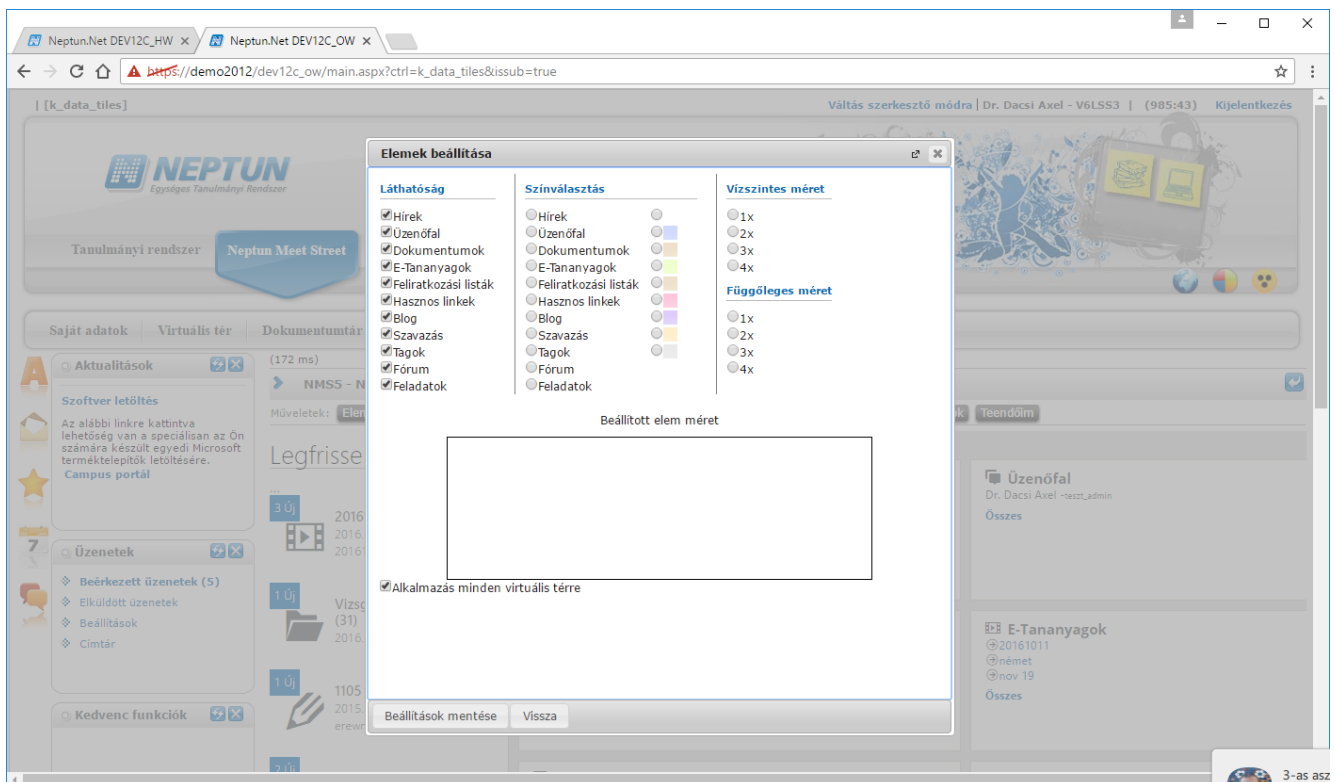 Neptun.Net DEV12C_HW
Neptun.Net DEV12C_OW
https://demo2012/dev12c_ow/main.aspx?ctrl=k_data_tiles&issub=true
| [k_data_tiles]
Váltás szerkesztő módra | Dr. Dacsi Axel - V6LSS3 | (985:43) Kijelentkezés
NEPTUN
Egységes Tanulmányi Rendszer
Tanulmányi rendszer
Neptun Meet Street
Saját adatok
Virtuális tér
Dokumentumtár
Aktualitások
Szoftver letöltés
Az alábbi linkre kattintva
lehetőség van a speciálisan az Ön
számára készült egyedi Microsoft
terméktelepítők letöltésére.
Campus portál
7
Üzenetek
Beérkezett üzenetek (5)
Elküldött üzenetek
Beállítások
Címtár
Kedvenc funkciók
(172 ms)
NMS5 - N
Műveletek: Elem
Teendőim
Legfrisse
...
3 Új
2016
2016.
2016
1 Új
Vizsg
(31)
2016.
1 Új
1105
2015.
erewr
2 Új
Elemek beállítása
Láthatóság
Hírek
Üzenőfal
Dokumentumok
E-Tananyagok
Feliratkozási listák
Hasznos linkek
Blog
Szavazás
Tagok
Fórum
Feladatok
Színválasztás
Hírek
Üzenőfal
Dokumentumok
E-Tananyagok
Feliratkozási listák
Hasznos linkek
Blog
Szavazás
Tagok
Fórum
Feladatok
Vízszintes méret
1x
2x
3x
4x
Függőleges méret
1x
2x
3x
4x
Beállított elem méret
Alkalmazás minden virtuális térre
Beállítások mentése
Vissza
Üzenőfal
Dr. Dacsi Axel -teszt_admin
Összes
E-Tananyagok
20161011
német
nov 19
Összes
3-as asz